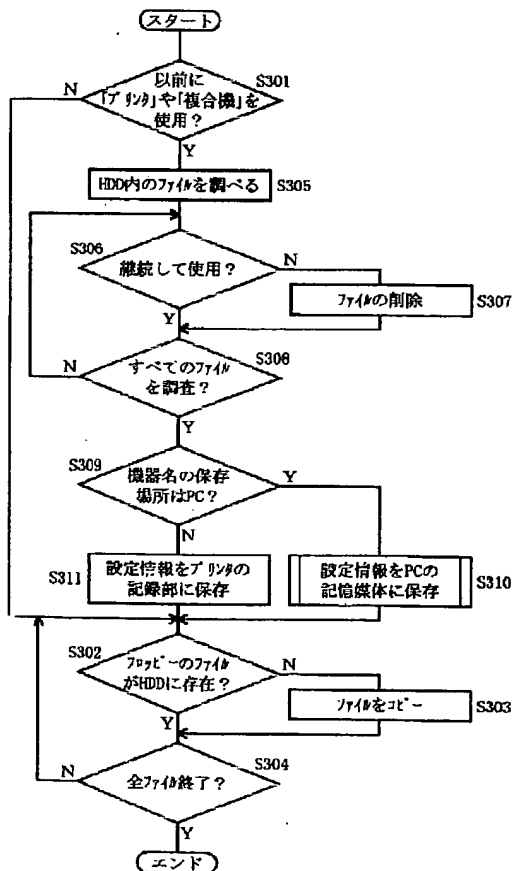 スタート
以前に
「プリンタ」や「複合機」を
使用？
S301
N
Y
HDD内のファイルを調べる
S305
S306
継続して使用？
N
Y
ファイルの削除
S307
すべてのファイル
を調査？
S308
N
Y
S309
機器名の保存
場所はPC？
Y
N
S311
設定情報をプリンタの
記録部に保存
設定情報をPCの
記憶媒体に保存
S310
S302
フロッピーのファイル
がHDDに存在？
N
Y
ファイルをコピー
S303
全ファイル終了？
S304
N
Y
エンド